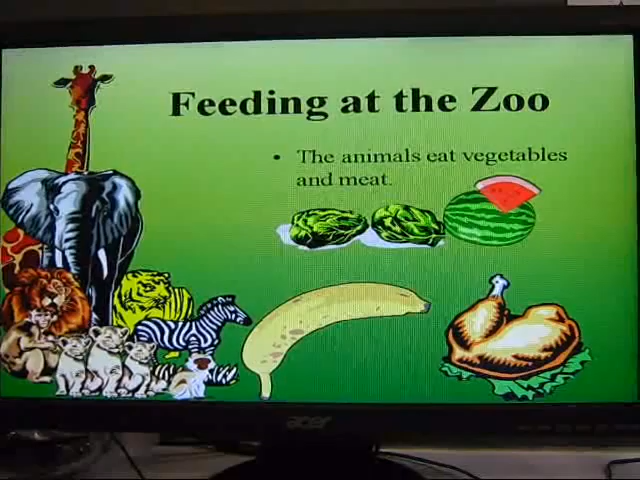 Feeding at the Zoo
• The animals eat vegetables
and meat.
acer